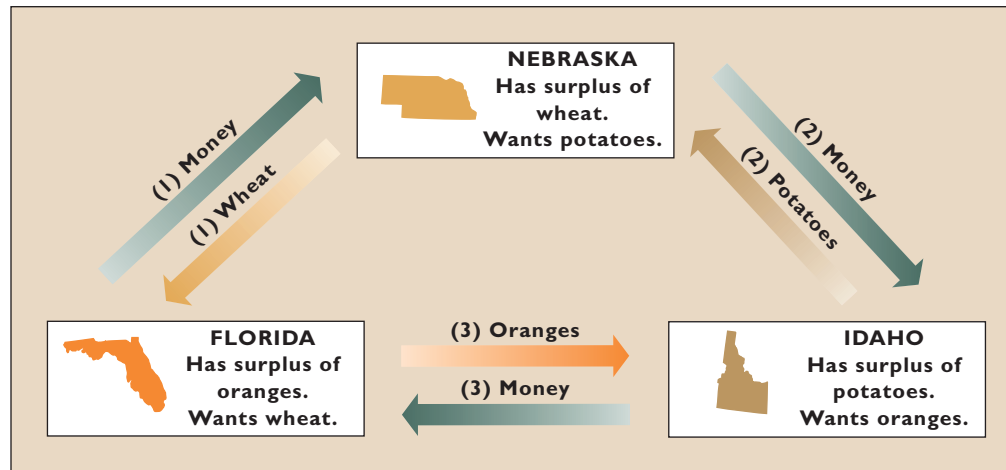 NEBRASKA
Has surplus of
wheat.
Wants potatoes.
(1) Money
(1) Wheat
(2) Money
(2) Potatoes
FLORIDA
Has surplus of
oranges.
Wants wheat.
(3) Oranges
(3) Money
IDAHO
Has surplus of
potatoes.
Wants oranges.